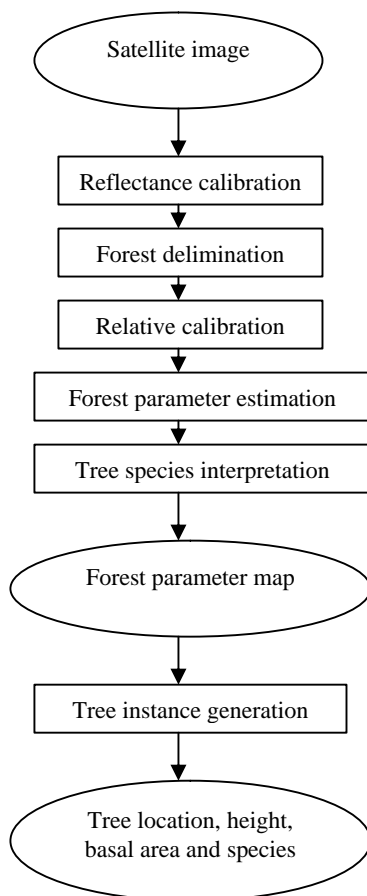 Satellite image
Reflectance calibration
Forest delimination
Relative calibration
Forest parameter estimation
Tree species interpretation
Forest parameter map
Tree instance generation
Tree location, height,
basal area and species